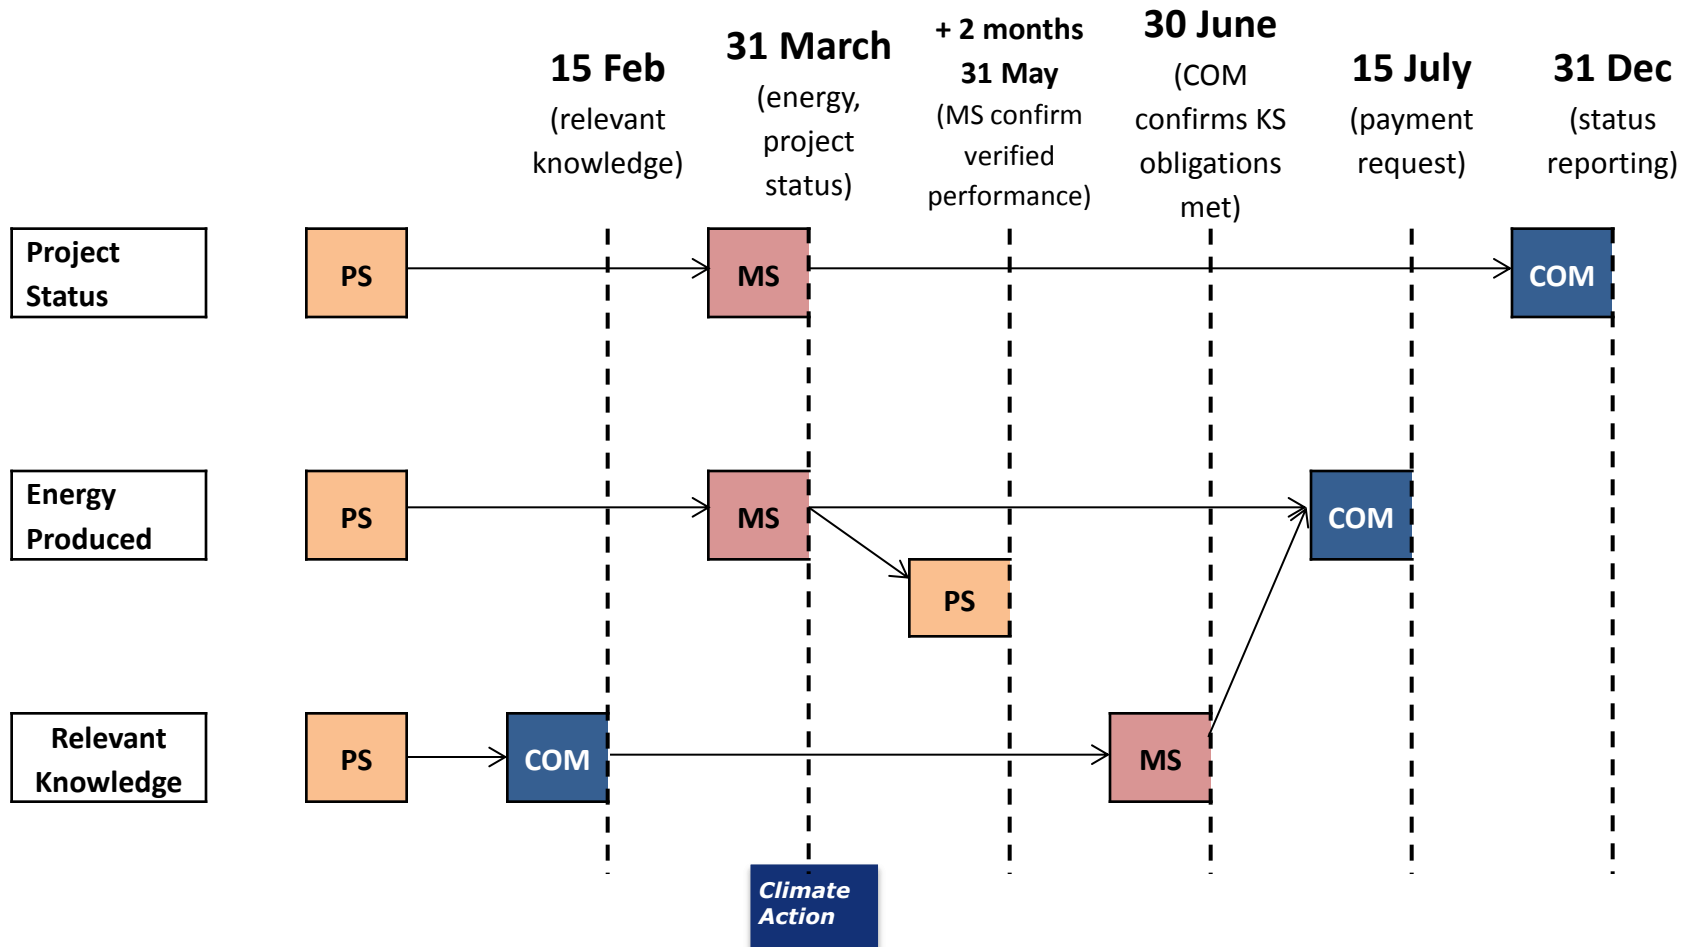 15 Feb
(relevant
knowledge)
31 March
(energy,
project
status)
+ 2 months
31 May
(MS confirm
verified
performance)
30 June
(COM
confirms KS
obligations
met)
15 July
(payment
request)
31 Dec
(status
reporting)
Project
Status
PS
MS
COM
Energy
Produced
PS
MS
COM
PS
Relevant
Knowledge
PS
COM
MS
Climate
Action